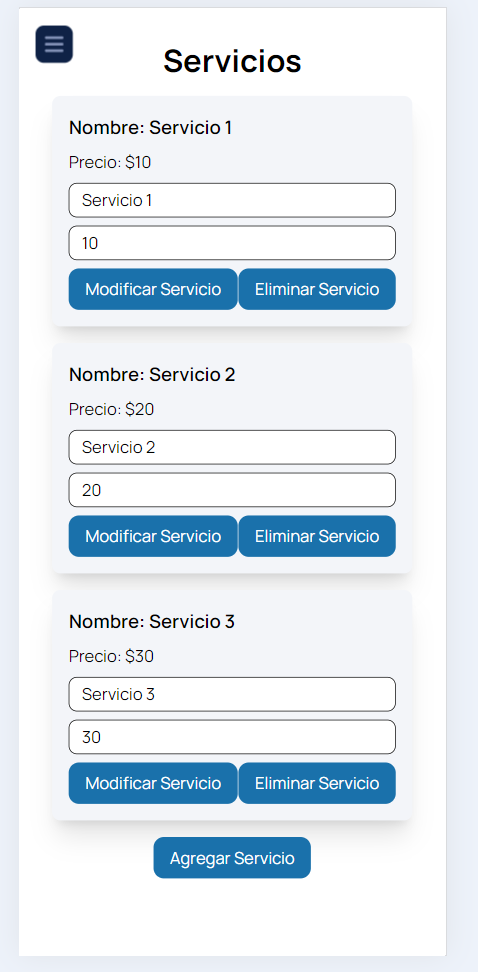 Servicios
Nombre: Servicio 1
Precio: $10
Servicio 1
10
Modificar Servicio Eliminar Servicio
Nombre: Servicio 2
Precio: $20
Servicio 2
20
Modificar Servicio Eliminar Servicio
Nombre: Servicio 3
Precio: $30
Servicio 3
30
Modificar Servicio Eliminar Servicio
Agregar Servicio